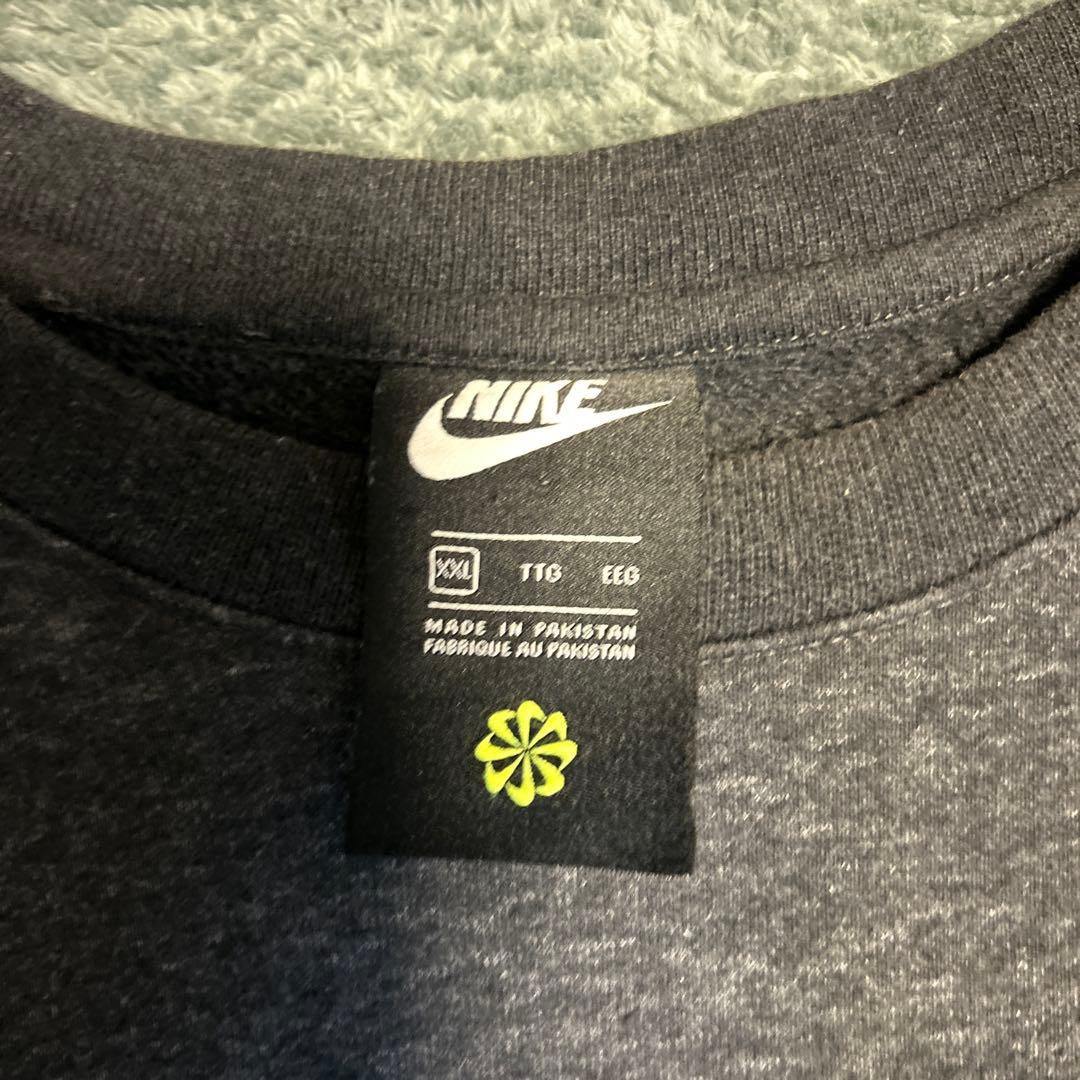 NIKE
XXL TTG EEG
MADE IN PAKISTAN
FABRIQUE AU PAKISTAN